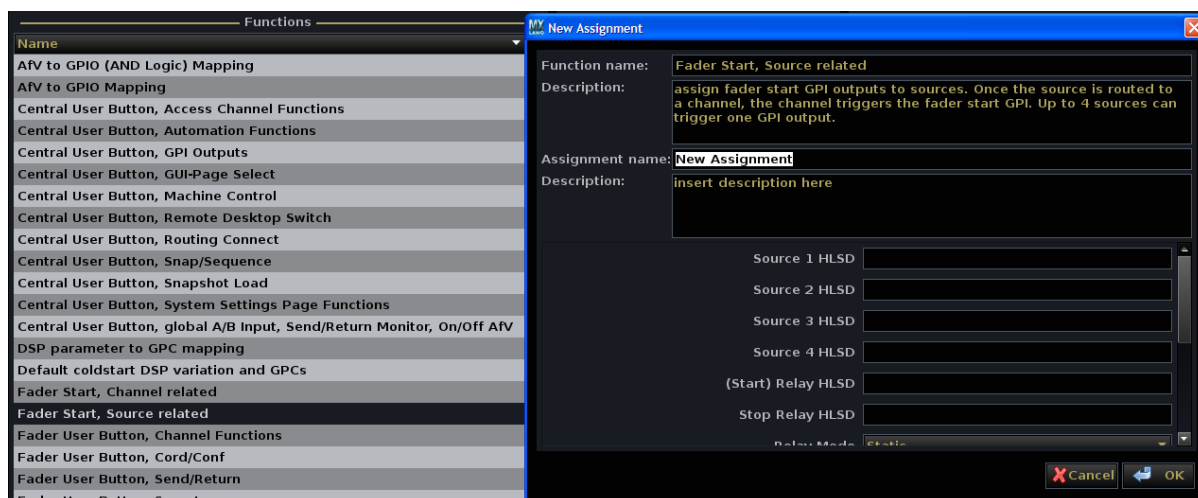 Functions
Name
AfV to GPIO (AND Logic) Mapping
AfV to GPIO Mapping
Central User Button, Access Channel Functions
Central User Button, Automation Functions
Central User Button, GPI Outputs
Central User Button, GUI-Page Select
Central User Button, Machine Control
Central User Button, Remote Desktop Switch
Central User Button, Routing Connect
Central User Button, Snap/Sequence
Central User Button, Snapshot Load
Central User Button, System Settings Page Functions
Central User Button, global A/B Input, Send/Return Monitor, On/Off AfV
DSP parameter to GPC mapping
Default coldstart DSP variation and GPCs
Fader Start, Channel related
Fader Start, Source related
Fader User Button, Channel Functions
Fader User Button, Cord/Conf
Fader User Button, Send/Return
New Assignment
Function name: Fader Start, Source related
Description: assign fader start GPI outputs to sources. Once the source is routed to
a channel, the channel triggers the fader start GPI. Up to 4 sources can
trigger one GPI output.
Assignment name: New Assignment
Description: insert description here
Source 1 HLSD
Source 2 HLSD
Source 3 HLSD
Source 4 HLSD
(Start) Relay HLSD
Stop Relay HLSD
Relay Mode Static
Cancel OK